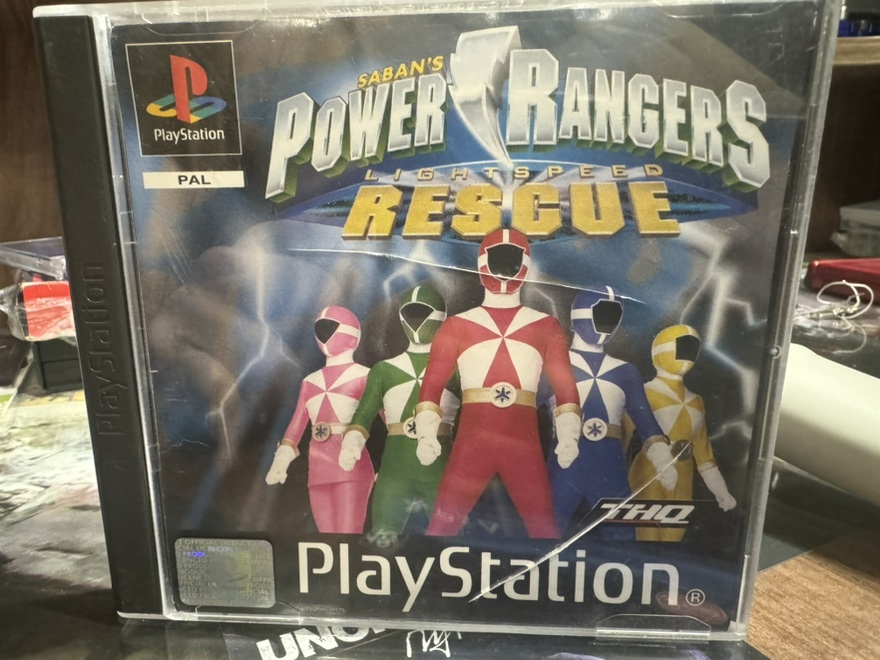 PlayStation
PAL
SABAN'S
POWER RANGERS
LIGHTSPEED
RESCUE
PlayStation
THQ
PlayStation®